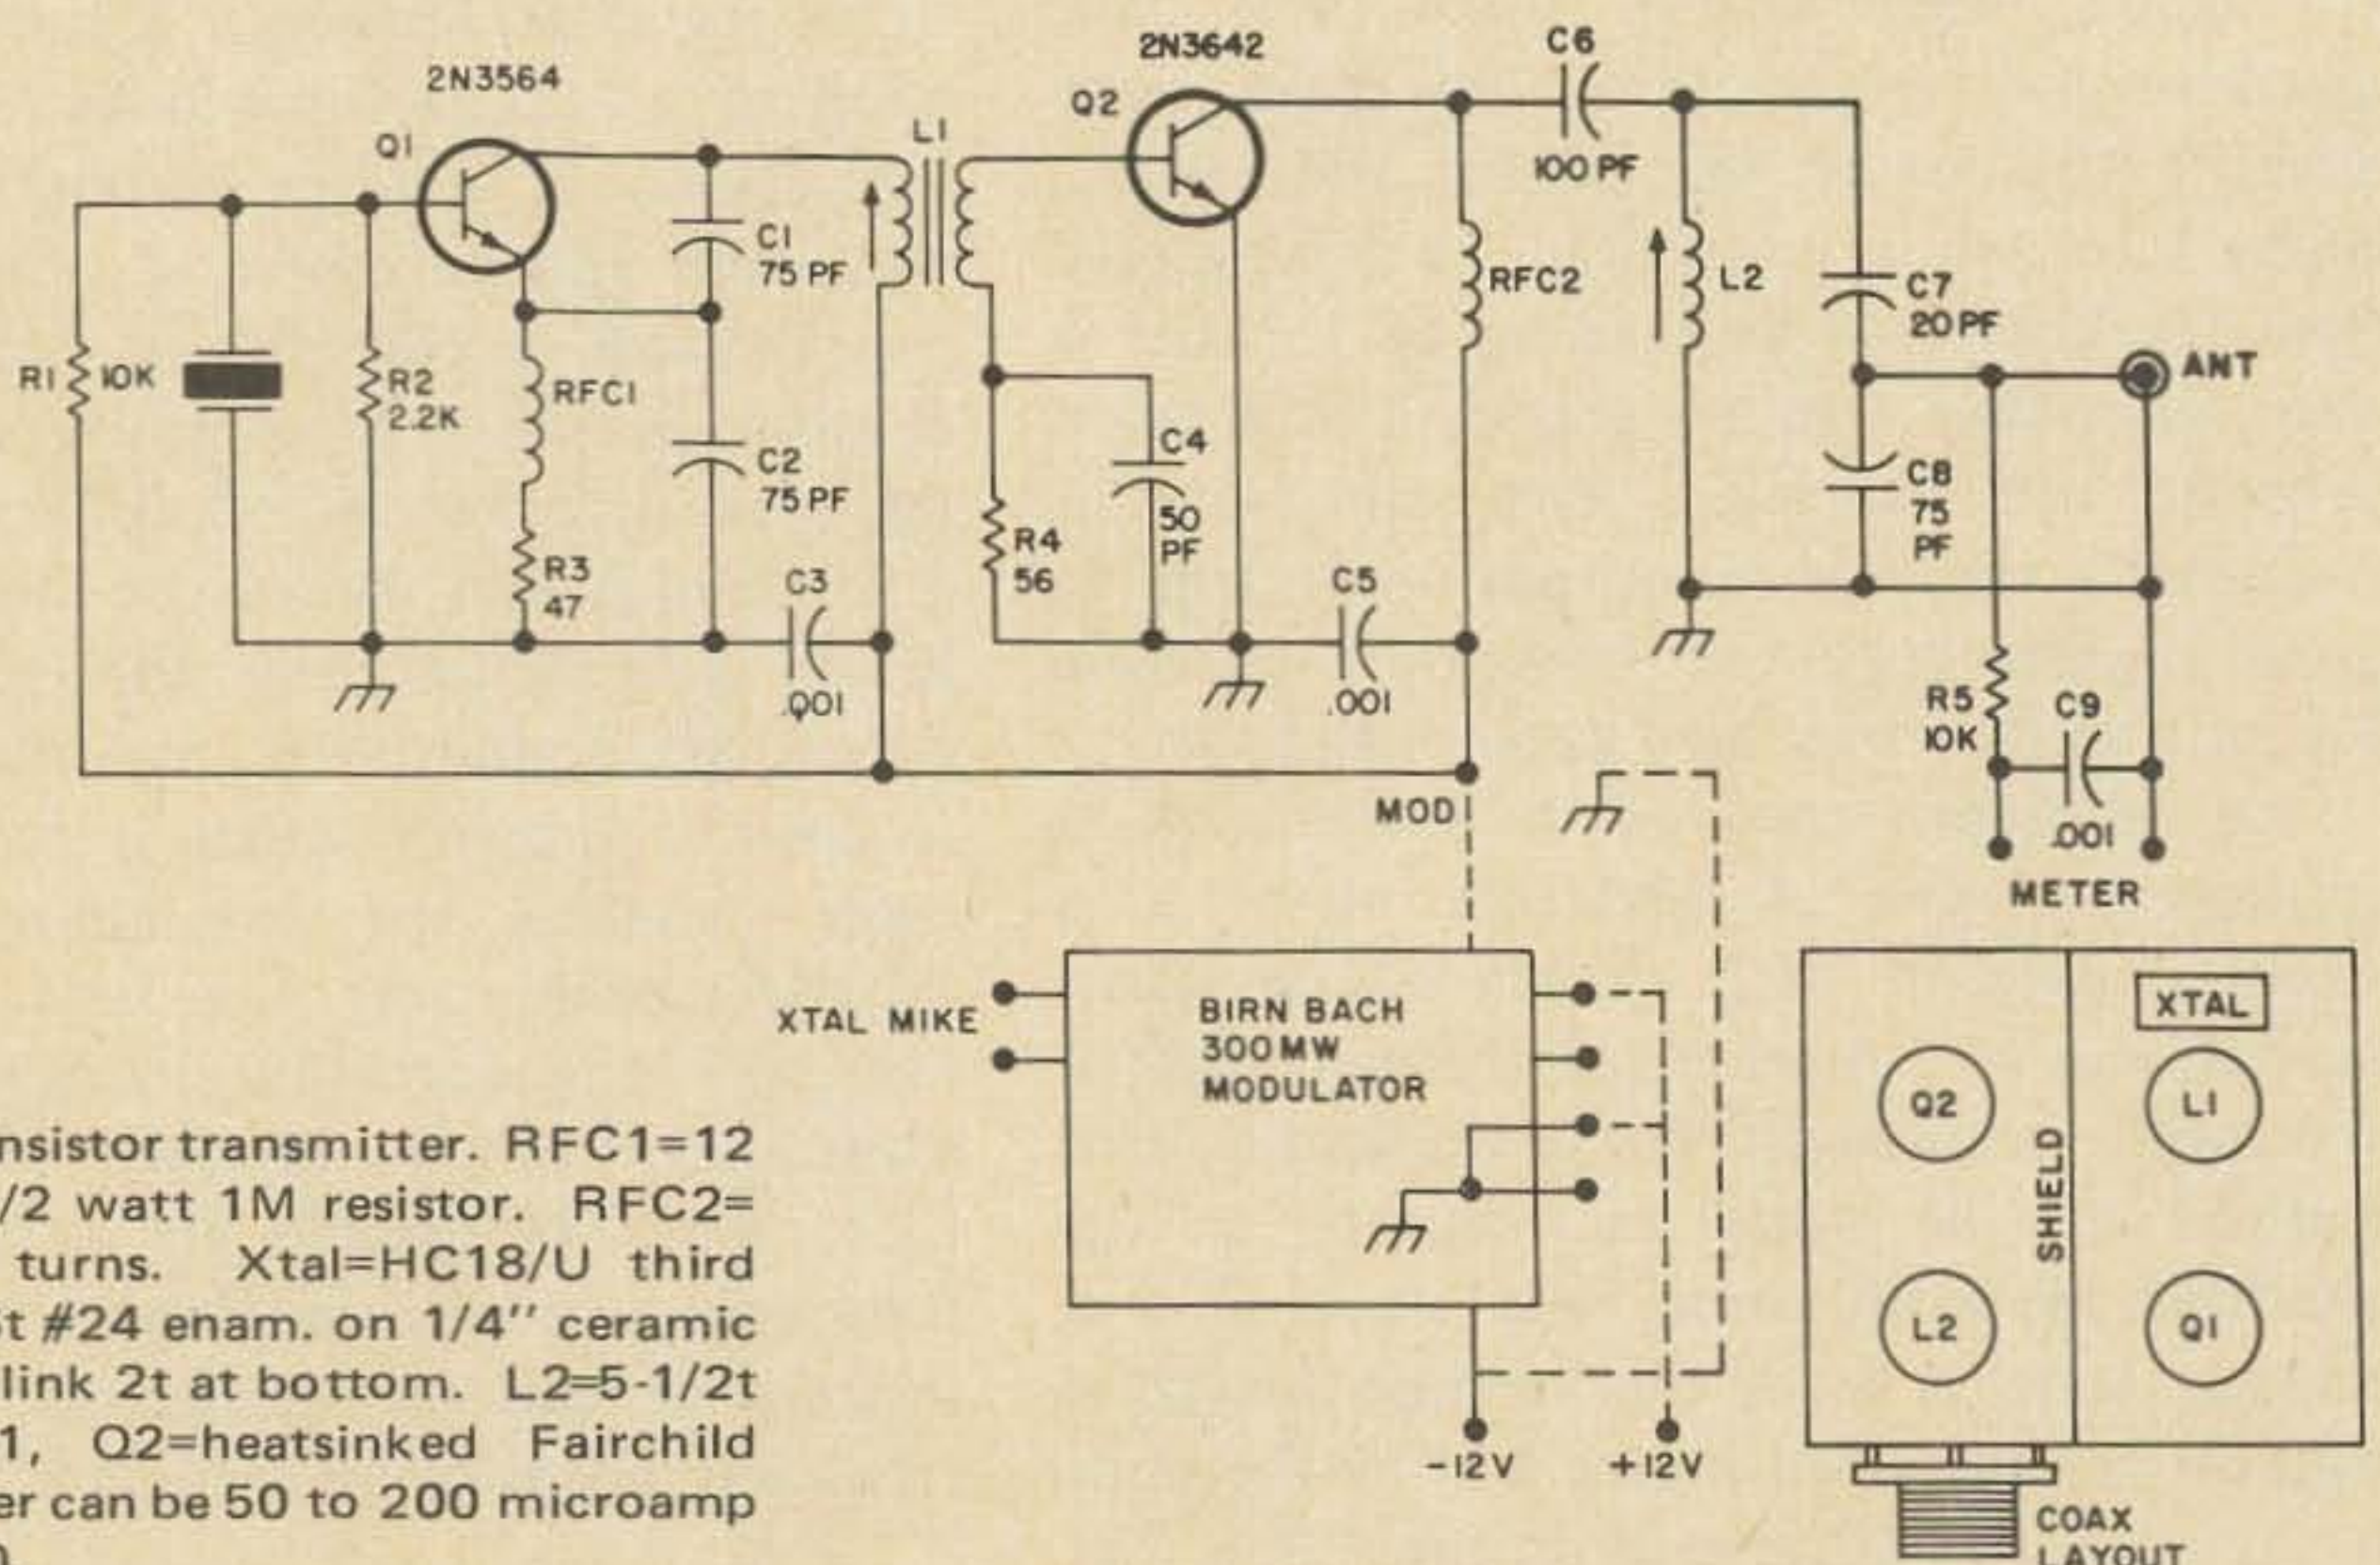 2N3564
Q1
2N3642
Q2
L1
C6
100 PF
C1
75 PF
R1 10K
R2
2.2K
RFC1
C2
75 PF
R3
47
C3
.001
C4
50
PF
R4
56
C5
.001
RFC2
L2
C7
20 PF
ANT
C8
75
PF
R5
10K
C9
.001
METER
MOD
XTAL MIKE
BIRN BACH
300 MW
MODULATOR
-12V
+12V
XTAL
Q2
L1
SHIELD
L2
Q1
COAX
LAYOUT
nsistor transmitter. RFC1=12
/2 watt 1M resistor. RFC2=
turns. Xtal=HC18/U third
t #24 enam. on 1/4" ceramic
link 2t at bottom. L2=5-1/2t
1, Q2=heatsinked Fairchild
er can be 50 to 200 microamp